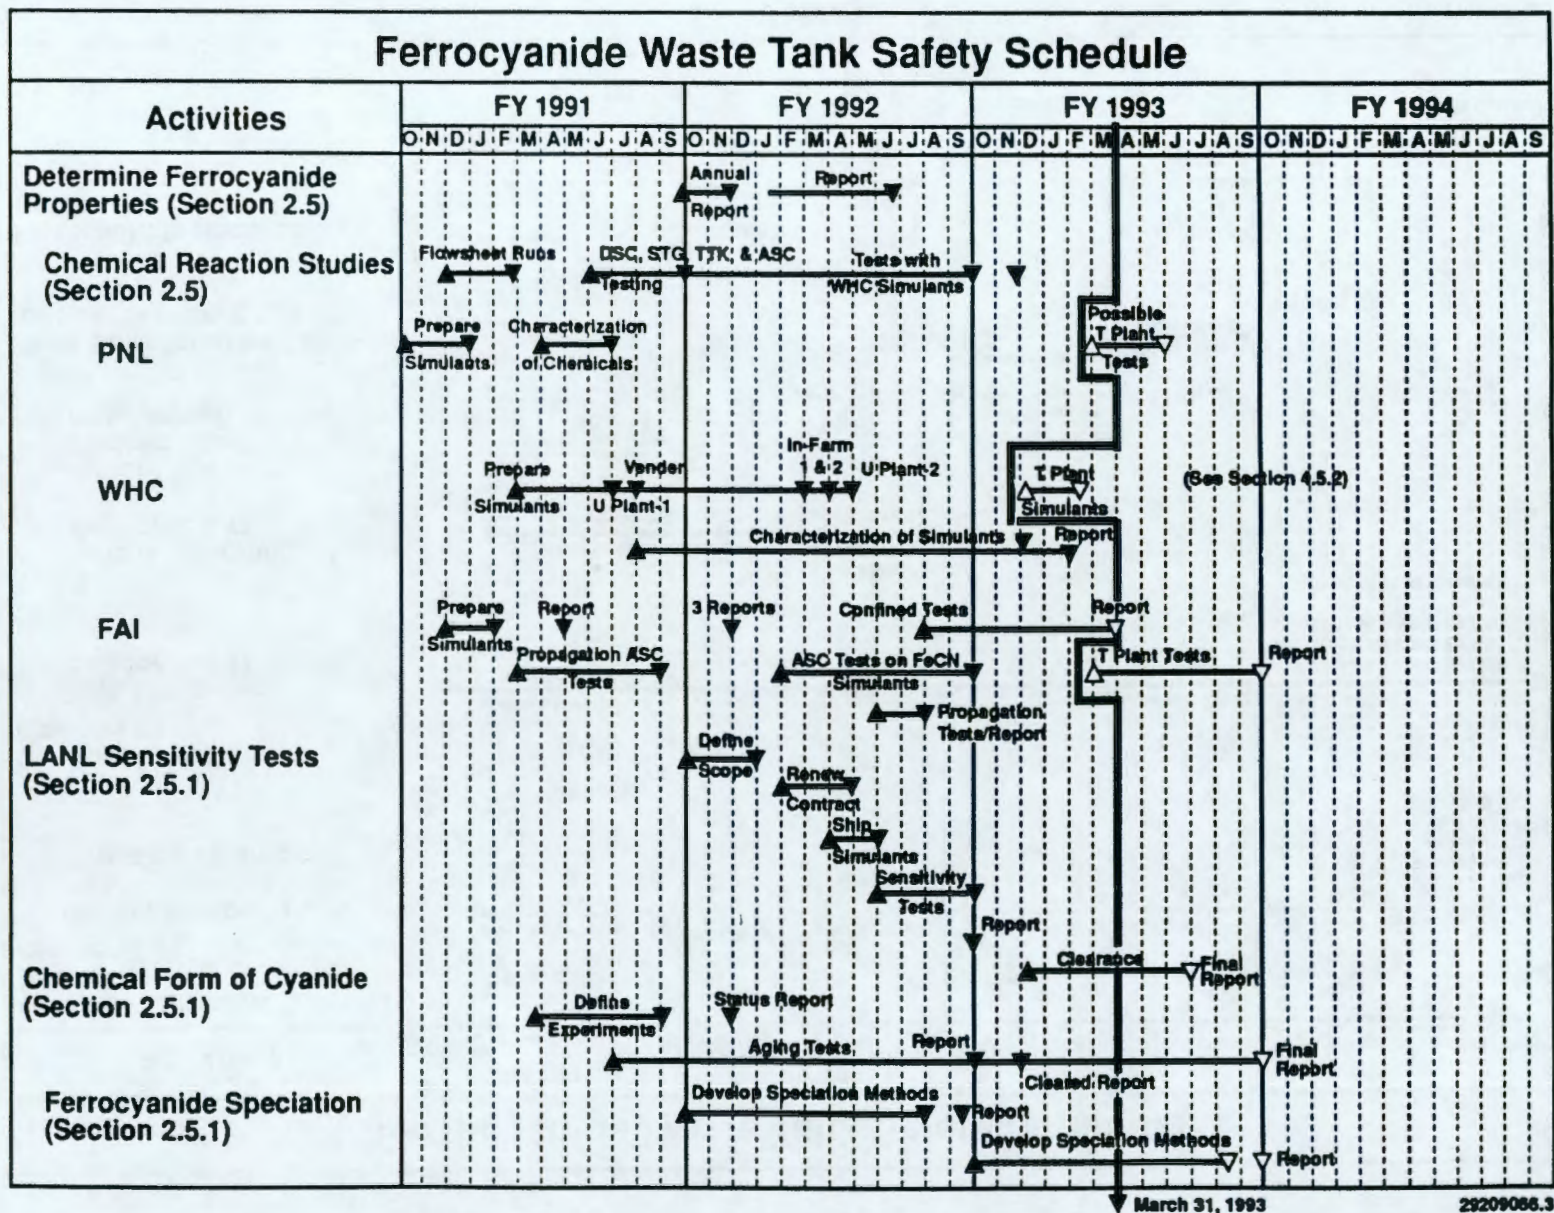 Ferrocyanide Waste Tank Safety Schedule
Activities
FY 1991
FY 1992
FY 1993
FY 1994
O N D J F M A M J J A S
O N D J F M A M J J A S
O N D J F M A M J J A S
O N D J F M A M J J A S
Determine Ferrocyanide
Properties (Section 2.5)
Annual
Report
Report
Chemical Reaction Studies
(Section 2.5)
Flowsheet Runs
DSC, STG, TTK, & ASC
Testing
Tests with
WHC Simulants
PNL
Prepare
Simulants
Characterization
of Chemicals
Possible
T Plant
Tests
WHC
Prepare
Simulants
Vender
U Plant-1
In-Farm
1 & 2
U Plant-2
T Plant
Simulants
(See Section 4.5.2)
Characterization of Simulants
Report
FAI
Prepare
Simulants
Report
3 Reports
Confined Tests
Report
Propagation ASC
Tests
ASC Tests on FeCN
Simulants
T Plant Tests
Report
Propagation
Tests/Report
LANL Sensitivity Tests
(Section 2.5.1)
Define
Scope
Renew
Contract
Ship
Simulants
Sensitivity
Tests
Report
Clearance
Final
Report
Chemical Form of Cyanide
(Section 2.5.1)
Define
Experiments
Status Report
Aging Tests
Report
Cleared Report
Final
Report
Ferrocyanide Speciation
(Section 2.5.1)
Develop Speciation Methods
Report
Develop Speciation Methods
Report
March 31, 1993
29209066.3